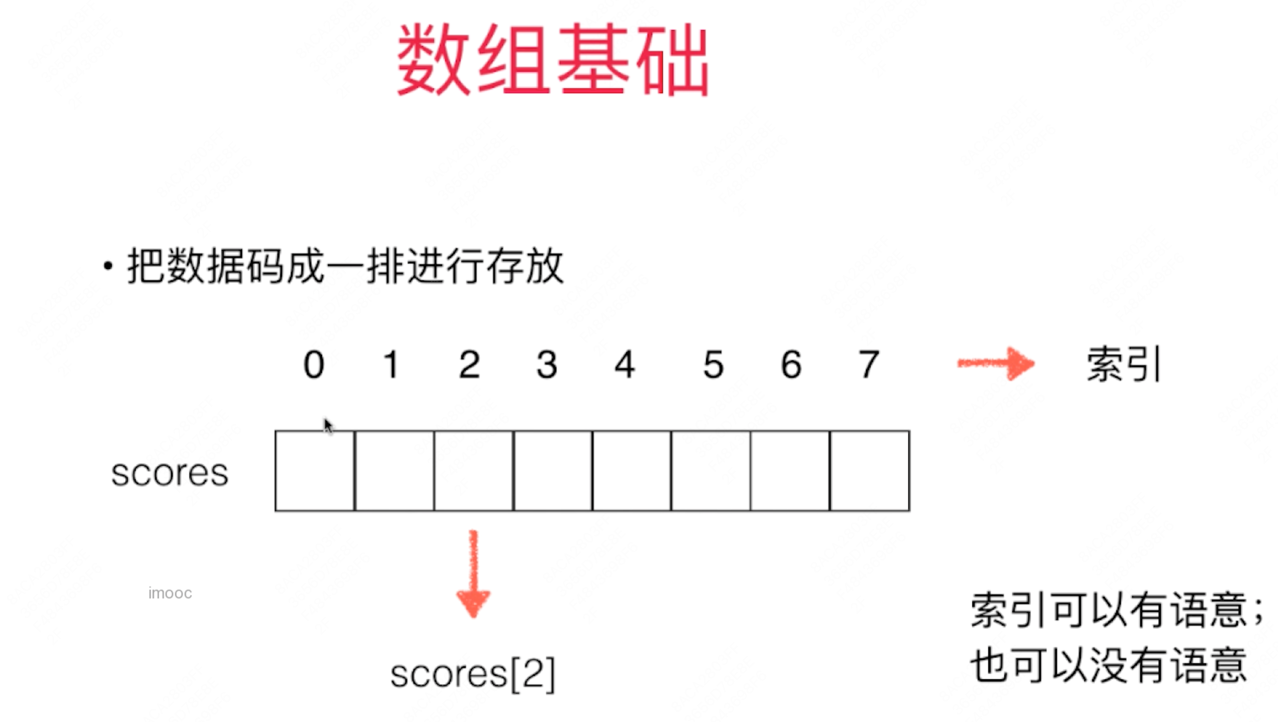 数组基础
• 把数据码成一排进行存放
0 1 2 3 4 5 6 7 索引
scores
imooc
scores[2]
索引可以有语意;
也可以没有语意